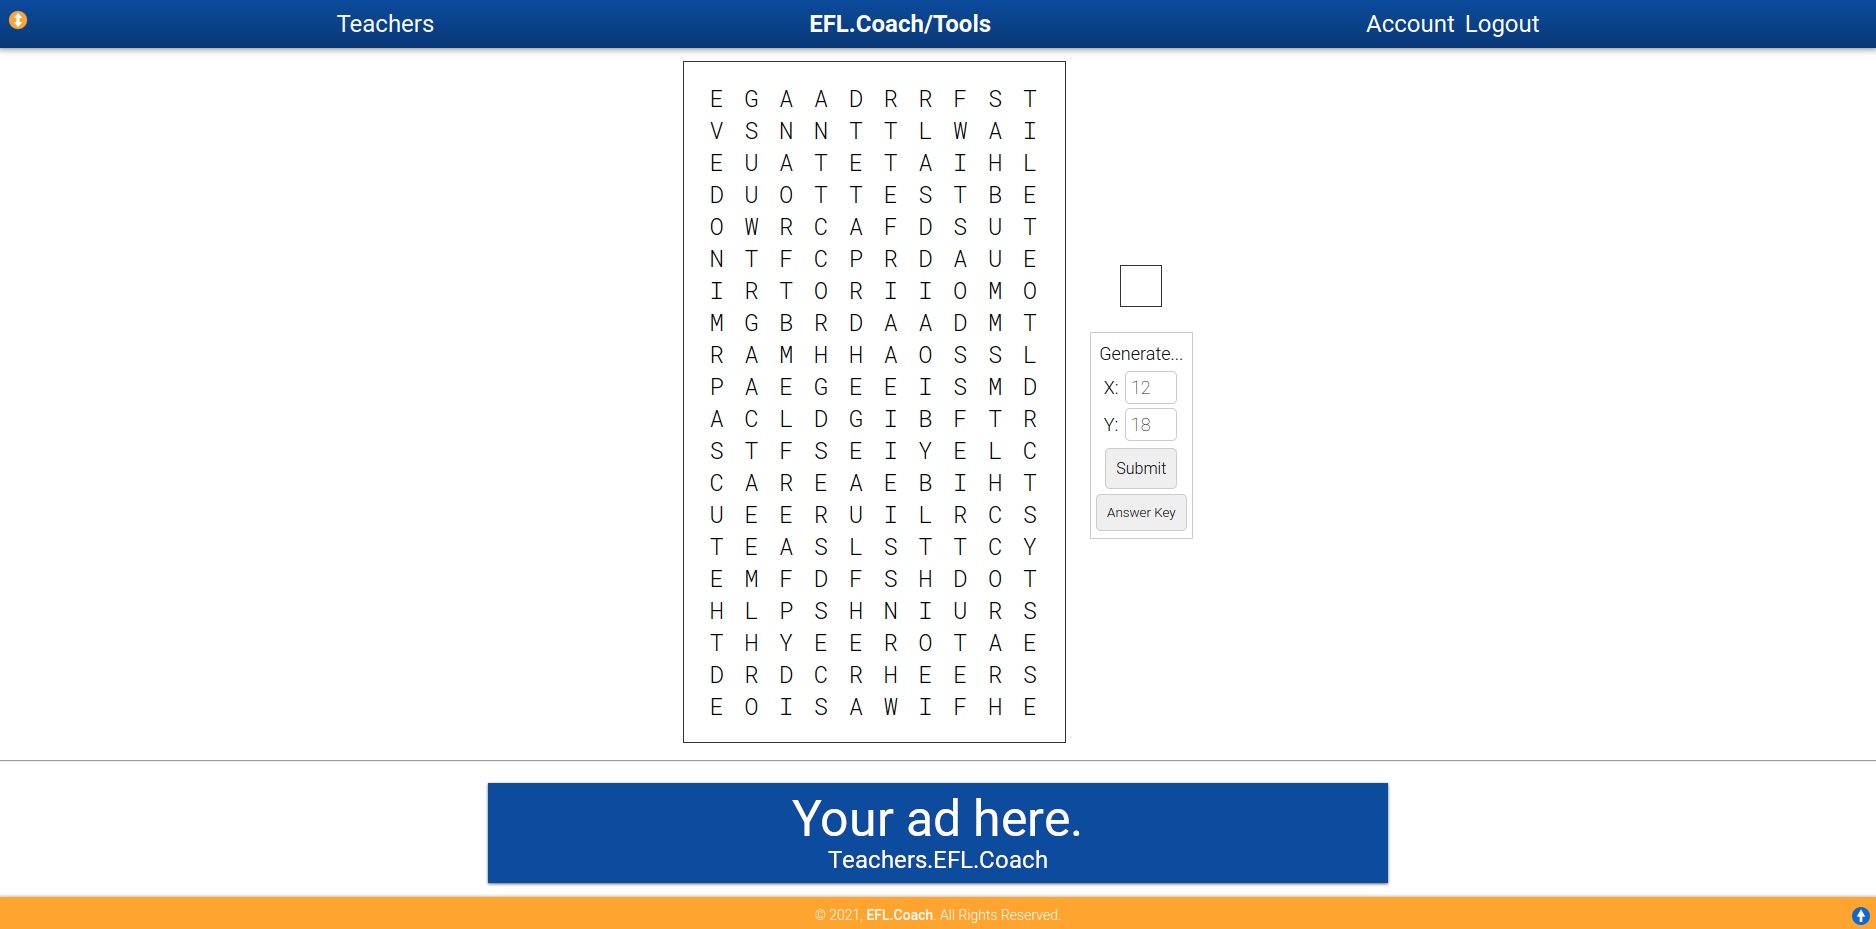 Teachers EFL.Coach/Tools Account Logout
E G A A D R R F S T
V S N N T T L W A I
E U A T E T A I H L
D U O T T E S T B E
O W R C A F D S U T
N T F C P R D A U E
I R T O R I I O M O
M G B R D A A D M T
R A M H H A O S S L
P A E G E E I S M D
A C L D G I B F T R
S T F S E I Y E L C
C A R E A E B I H T
U E E R U I L R C S
T E A S L S T T C Y
E M F D F S H D O T
H L P S H N I U R S
T H Y E E R O T A E
D R D C R H E E R S
E O I S A W I F H E
Generate...
X: 12
Y: 18
Submit
Answer Key
Your ad here.
Teachers.EFL.Coach
© 2021, EFL.Coach. All Rights Reserved.